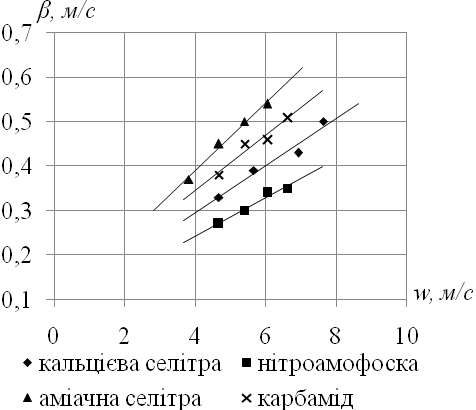 β, м/с
0,7
0,6
0,5
0,4
0,3
0,2
0,1
w, м/с
0 2 4 6 8 10
кальцієва селітра нітроамофоска
аміачна селітра карбамід